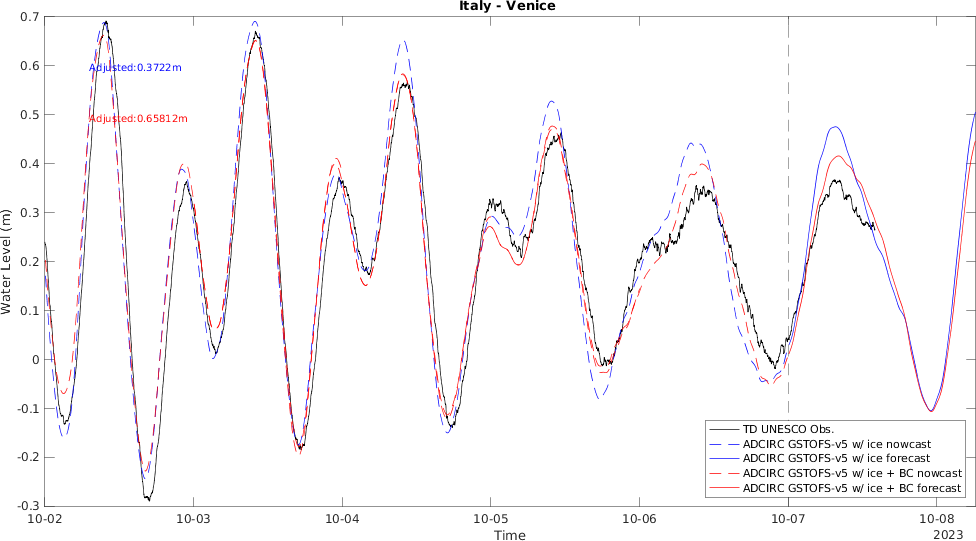 Italy - Venice
Water Level (m)
0.7
0.6
0.5
0.4
0.3
0.2
0.1
0
-0.1
-0.2
-0.3
Adjusted:0.3722m
Adjusted:0.65812m
TD UNESCO Obs.
ADCIRC GSTOFS-v5 w/ ice nowcast
ADCIRC GSTOFS-v5 w/ ice forecast
ADCIRC GSTOFS-v5 w/ ice + BC nowcast
ADCIRC GSTOFS-v5 w/ ice + BC forecast
10-02 10-03 10-04 10-05 10-06 10-07 10-08
Time
2023